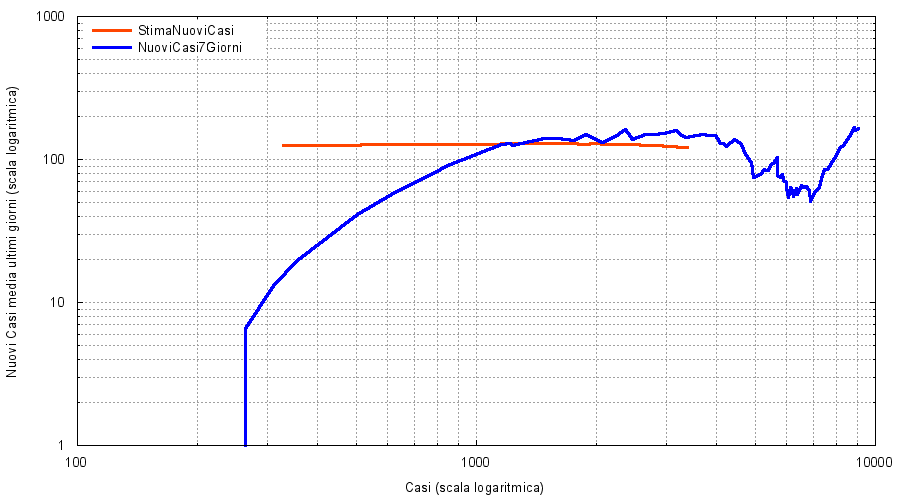 1000
StimaNuoviCasi
NuoviCasi7Giorni
100
10
1
Nuovi Casi media ultimi giorni (scala logaritmica)
100
1000
10000
Casi (scala logaritmica)